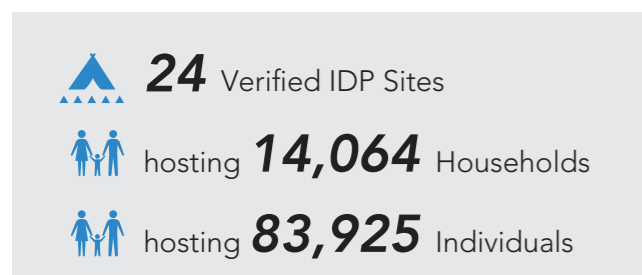 24 Verified IDP Sites
hosting 14,064 Households
hosting 83,925 Individuals